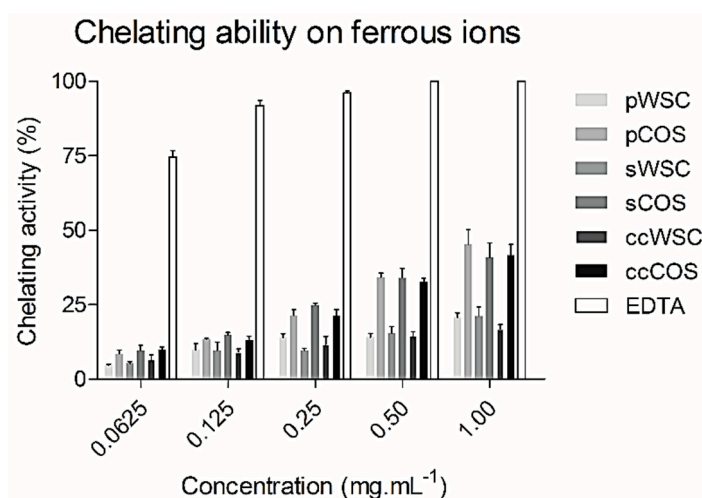 Chelating ability on ferrous ions
Chelating activity (%)
100
75
50
25
0
0.0625
0.125
0.25
0.50
1.00
Concentration (mg.mL⁻¹)
pWSC
pCOS
sWSC
sCOS
ccWSC
ccCOS
EDTA